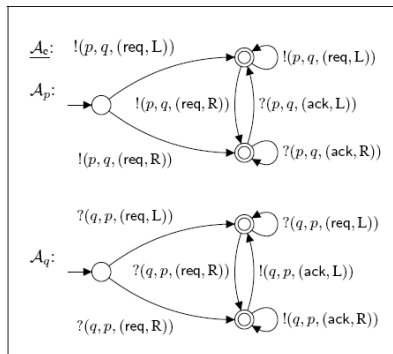 𝒜c: !(p, q, (req, L))
!(p, q, (req, L))
𝒜p: !(p, q, (req, R)) ?(p, q, (ack, L))
!(p, q, (req, R)) ?(p, q, (ack, R))
?(q, p, (req, L)) ?(q, p, (req, L))
𝒜q: ?(q, p, (req, R)) !(q, p, (ack, L))
?(q, p, (req, R)) !(q, p, (ack, R))